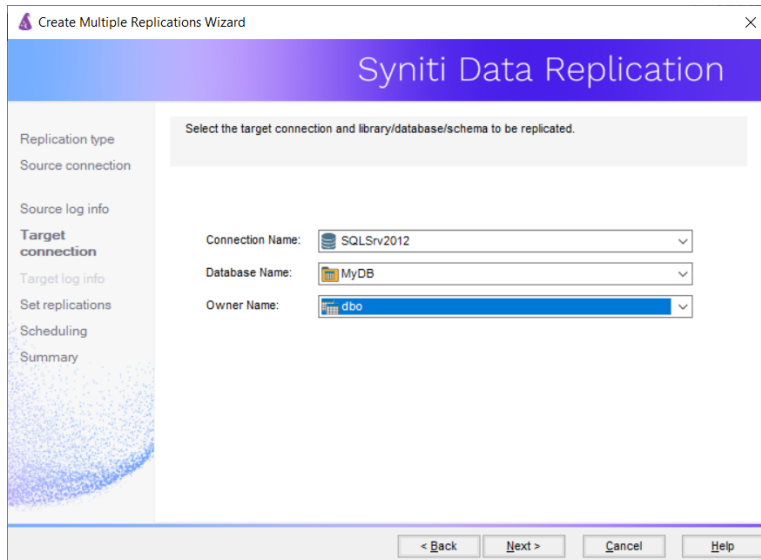 Create Multiple Replications Wizard
Syniti Data Replication
Replication type
Source connection
Source log info
Target
connection
Target log info
Set replications
Scheduling
Summary
Select the target connection and library/database/schema to be replicated.
Connection Name: SQLSrv2012
Database Name: MyDB
Owner Name: dbo
< Back Next > Cancel Help